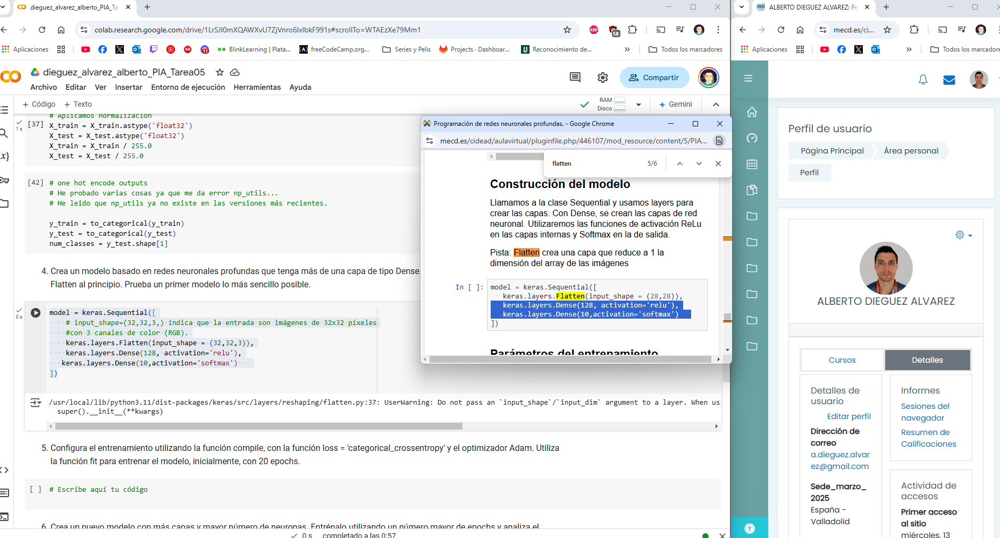 dieguez_alvarez_alberto_PIA_Ta
colab.research.google.com/drive/1LrSJI0mXQAWXvU7ZjVnro6lxIbkF991s#scrollTo=WTAEzXe79Mm1
ABP
58
Aplicaciones
BlinkLearning | Plata...
freeCodeCamp.org...
Series y Pelis
Projects · Dashboar...
Reconocimiento de...
Todos los marcadores
dieguez_alvarez_alberto_PIA_Tarea05
Archivo Editar Ver Insertar Entorno de ejecución Herramientas Ayuda
Compartir
+ Código + Texto
RAM
Disco
Gemini
# Aplicamos normalización
1 s
[37] X_train = X_train.astype('float32')
X_test = X_test.astype('float32')
X_train = X_train / 255.0
X_test = X_test / 255.0
{x}
[42] # one hot encode outputs
# He probado varias cosas ya que me da error np_utils...
# He leido que np_utils ya no existe en las versiones más recientes.
y_train = to_categorical(y_train)
y_test = to_categorical(y_test)
num_classes = y_test.shape[1]
4. Crea un modelo basado en redes neuronales profundas que tenga más de una capa de tipo Dense
Flatten al principio. Prueba un primer modelo lo más sencillo posible.
0 s
model = keras.Sequential([
# input_shape=(32,32,3,) indica que la entrada son imágenes de 32x32 píxeles
#con 3 canales de color (RGB).
keras.layers.Flatten(input_shape = (32,32,3)),
keras.layers.Dense(128, activation='relu'),
keras.layers.Dense(10,activation='softmax')
])
/usr/local/lib/python3.11/dist-packages/keras/src/layers/reshaping/flatten.py:37: UserWarning: Do not pass an `input_shape`/`input_dim` argument to a layer. When us
super().__init__(**kwargs)
5. Configura el entrenamiento utilizando la función compile, con la función loss = 'categorical_crossentropy' y el optimizador Adam. Utiliza
la función fit para entrenar el modelo, inicialmente, con 20 epochs.
[ ] # Escribe aquí tu código
6. Crea un nuevo modelo con más capas y mayor número de neuronas. Entrénalo utilizando un número mayor de epochs y analiza el
0 s completado a las 0:57
Programación de redes neuronales profundas. - Google Chrome
mecd.es/cidead/aulavirtual/pluginfile.php/446107/mod_resource/content/5/PIA...
flatten
5/6
Construcción del modelo
Llamamos a la clase Sequential y usamos layers para
crear las capas. Con Dense, se crean las capas de red
neuronal. Utilizaremos las funciones de activación ReLu
en las capas internas y Softmax en la de salida.
Pista: Flatten crea una capa que reduce a 1 la
dimensión del array de las imágenes
In [ ]: model = keras.Sequential([
keras.layers.Flatten(input_shape = (28,28)),
keras.layers.Dense(128, activation='relu'),
keras.layers.Dense(10,activation='softmax')
])
Parámetros del entrenamiento
ALBERTO DIEGUEZ ALVAREZ: Pe
mecd.es/ci...
Aplicaciones
Todos los marcadore
Perfil de usuario
Página Principal
Área personal
Perfil
ALBERTO DIEGUEZ ALVAREZ
Cursos
Detalles
Detalles de
usuario
Editar perfil
Dirección de
correo
a.dieguez.alvar
ez@gmail.com
Sede_marzo_
2025
España -
Valladolid
Informes
Sesiones del
navegador
Resumen de
Calificaciones
Actividad de
accesos
Primer acceso
al sitio
miércoles, 13